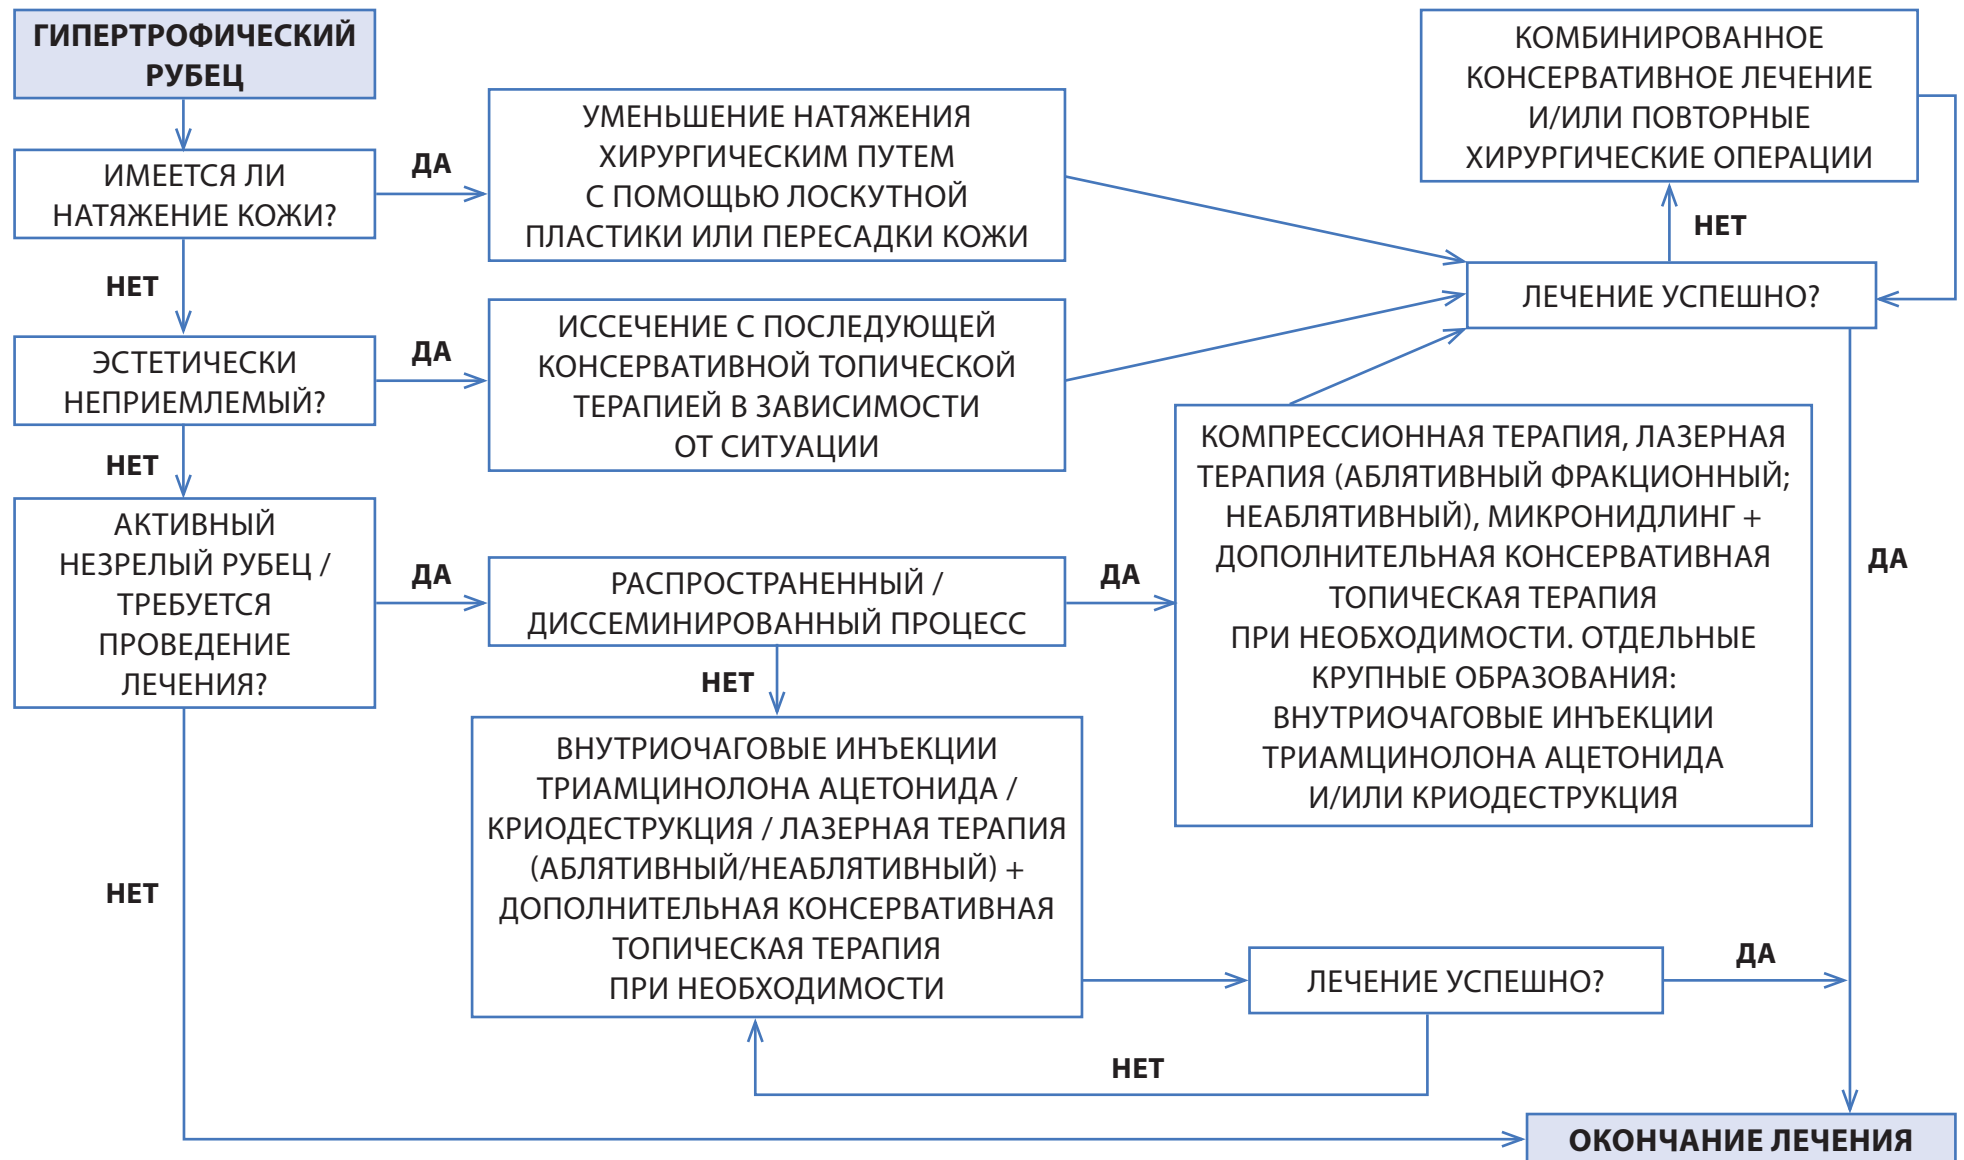 ГИПЕРТРОФИЧЕСКИЙ
РУБЕЦ
ИМЕЕТСЯ ЛИ
НАТЯЖЕНИЕ КОЖИ?
ДА
УМЕНЬШЕНИЕ НАТЯЖЕНИЯ
ХИРУРГИЧЕСКИМ ПУТЕМ
С ПОМОЩЬЮ ЛОСКУТНОЙ
ПЛАСТИКИ ИЛИ ПЕРЕСАДКИ КОЖИ
КОМБИНИРОВАННОЕ
КОНСЕРВАТИВНОЕ ЛЕЧЕНИЕ
И/ИЛИ ПОВТОРНЫЕ
ХИРУРГИЧЕСКИЕ ОПЕРАЦИИ
НЕТ
ЛЕЧЕНИЕ УСПЕШНО?
НЕТ
ЭСТЕТИЧЕСКИ
НЕПРИЕМЛЕМЫЙ?
ДА
ИССЕЧЕНИЕ С ПОСЛЕДУЮЩЕЙ
КОНСЕРВАТИВНОЙ ТОПИЧЕСКОЙ
ТЕРАПИЕЙ В ЗАВИСИМОСТИ
ОТ СИТУАЦИИ
НЕТ
АКТИВНЫЙ
НЕЗРЕЛЫЙ РУБЕЦ /
ТРЕБУЕТСЯ
ПРОВЕДЕНИЕ
ЛЕЧЕНИЯ?
ДА
РАСПРОСТРАНЕННЫЙ /
ДИССЕМИНИРОВАННЫЙ ПРОЦЕСС
ДА
КОМПРЕССИОННАЯ ТЕРАПИЯ, ЛАЗЕРНАЯ
ТЕРАПИЯ (АБЛЯТИВНЫЙ ФРАКЦИОННЫЙ;
НЕАБЛЯТИВНЫЙ), МИКРОНИДЛИНГ +
ДОПОЛНИТЕЛЬНАЯ КОНСЕРВАТИВНАЯ
ТОПИЧЕСКАЯ ТЕРАПИЯ
ПРИ НЕОБХОДИМОСТИ. ОТДЕЛЬНЫЕ
КРУПНЫЕ ОБРАЗОВАНИЯ:
ВНУТРИОЧАГОВЫЕ ИНЪЕКЦИИ
ТРИАМЦИНОЛОНА АЦЕТОНИДА
И/ИЛИ КРИОДЕСТРУКЦИЯ
ДА
НЕТ
ВНУТРИОЧАГОВЫЕ ИНЪЕКЦИИ
ТРИАМЦИНОЛОНА АЦЕТОНИДА /
КРИОДЕСТРУКЦИЯ / ЛАЗЕРНАЯ ТЕРАПИЯ
(АБЛЯТИВНЫЙ/НЕАБЛЯТИВНЫЙ) +
ДОПОЛНИТЕЛЬНАЯ КОНСЕРВАТИВНАЯ
ТОПИЧЕСКАЯ ТЕРАПИЯ
ПРИ НЕОБХОДИМОСТИ
НЕТ
ЛЕЧЕНИЕ УСПЕШНО?
ДА
НЕТ
ОКОНЧАНИЕ ЛЕЧЕНИЯ